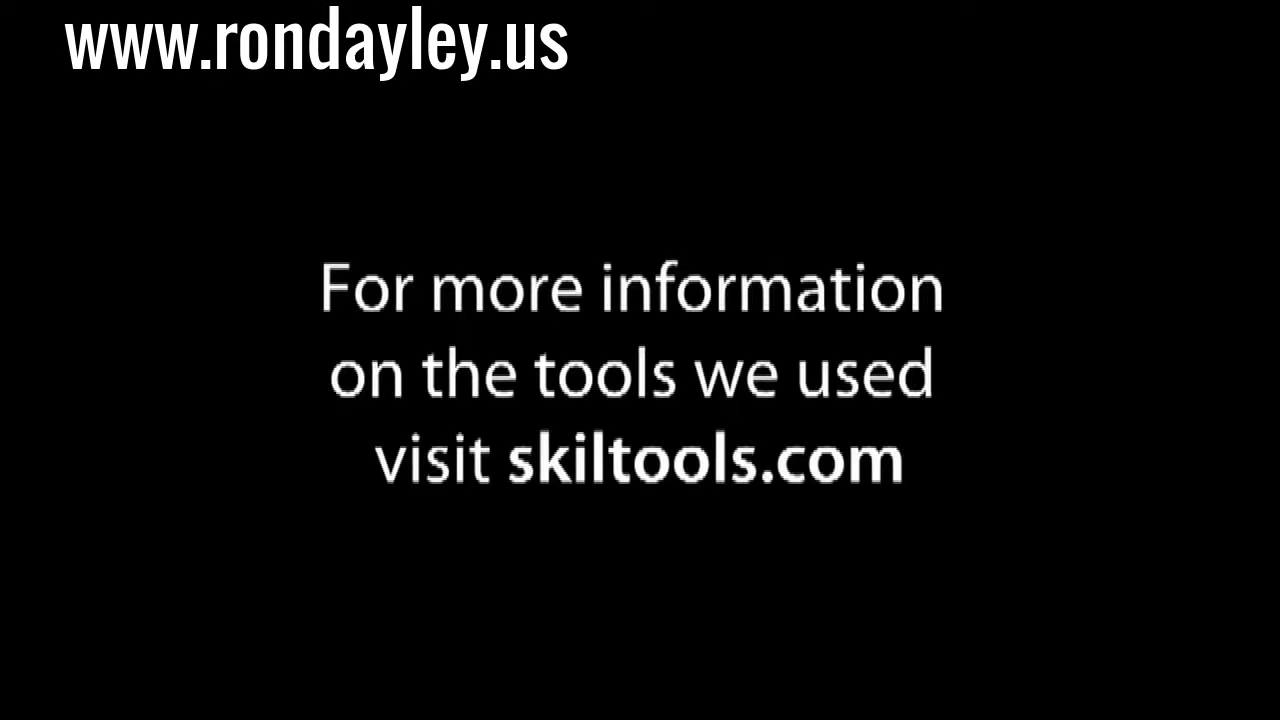 www.rondayley.us
For more information
on the tools we used
visit skiltools.com